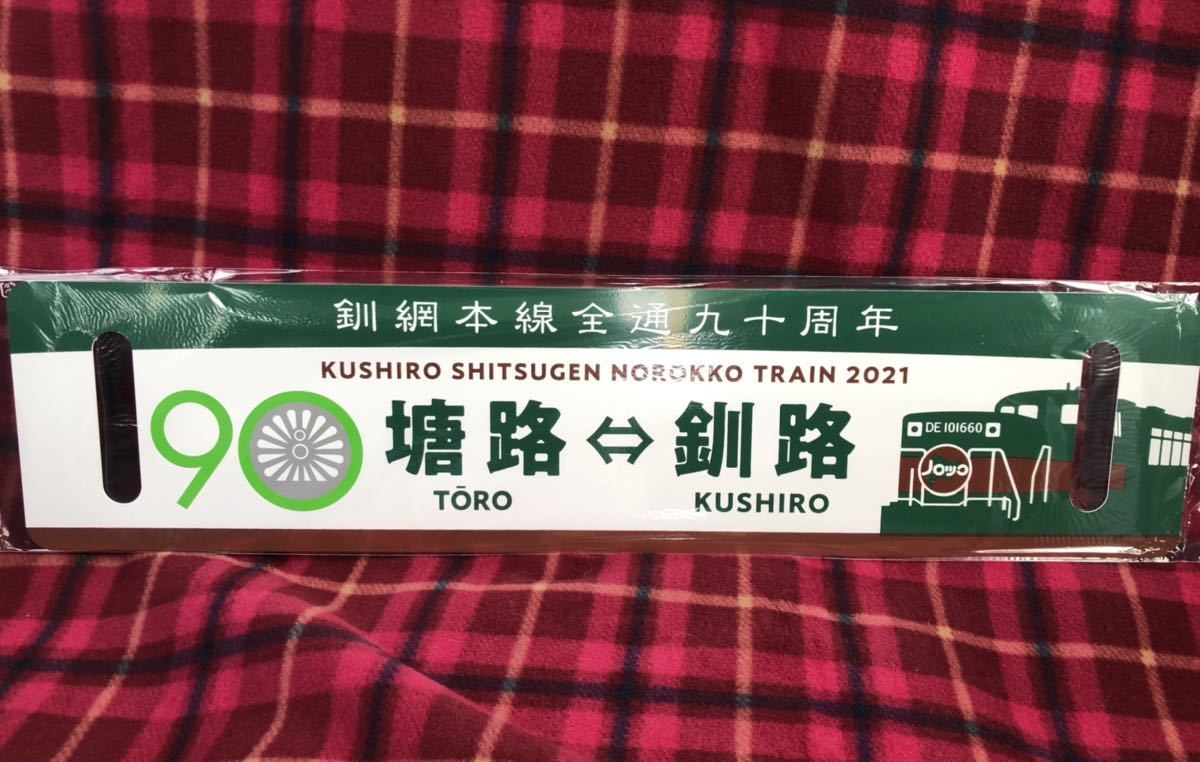 釧網本線全通九十周年
KUSHIRO SHITSUGEN NOROKKO TRAIN 2021
90 塘路⇔釧路
TŌRO KUSHIRO
DE 101660
ノロッコ